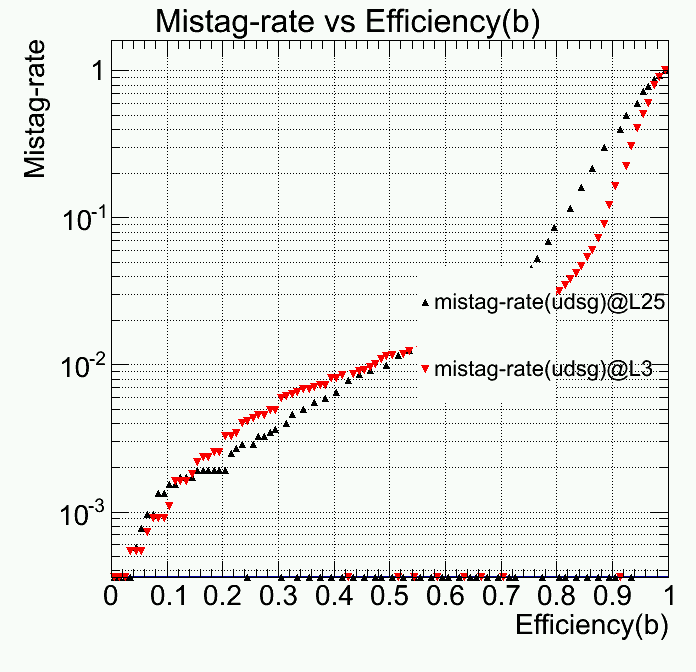 Mistag-rate vs Efficiency(b)
Mistag-rate
1
10-1
10-2
10-3
mistag-rate(udsg)@L25
mistag-rate(udsg)@L3
0 0.1 0.2 0.3 0.4 0.5 0.6 0.7 0.8 0.9 1
Efficiency(b)